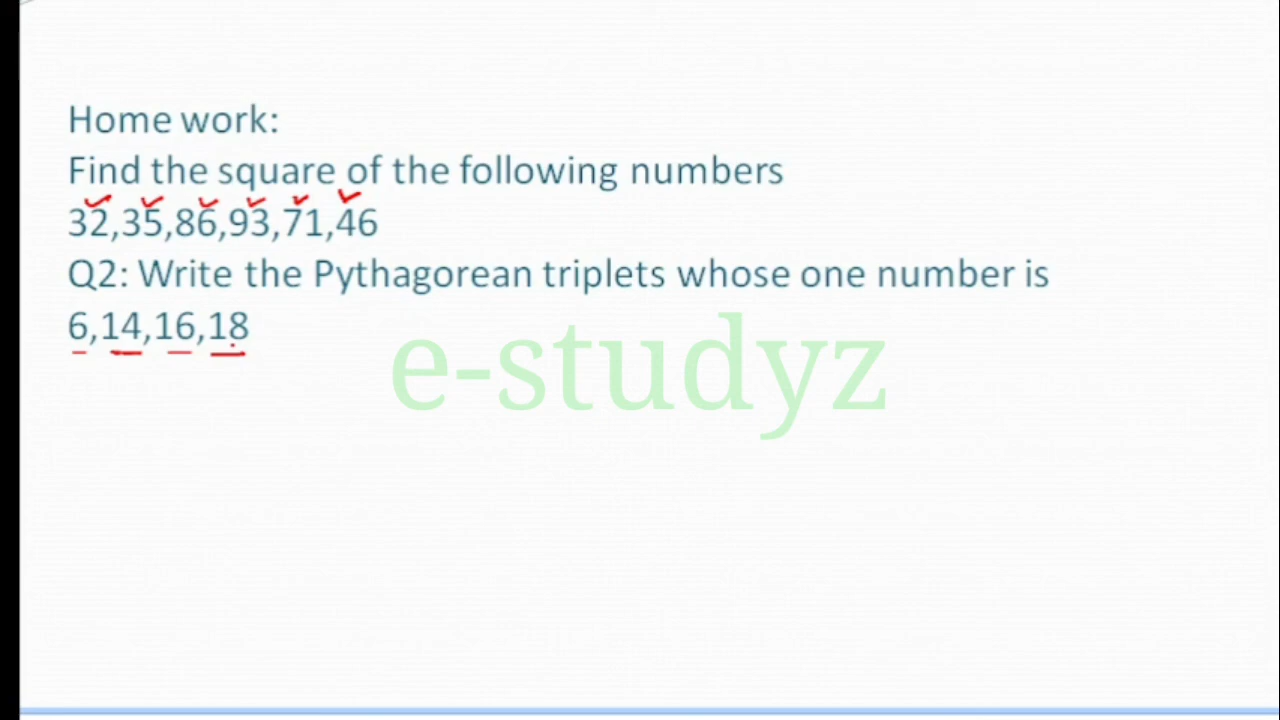 Home work:
Find the square of the following numbers
32,35,86,93,71,46
Q2: Write the Pythagorean triplets whose one number is
6,14,16,18
e-studyz